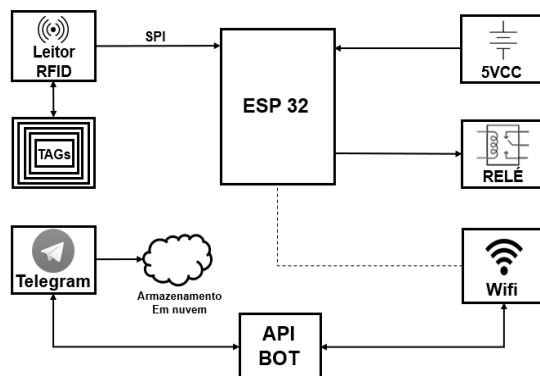 Leitor
RFID
SPI
ESP 32
5VCC
TAGs
RELÉ
Telegram
Armazenamento
Em nuvem
Wifi
API
BOT